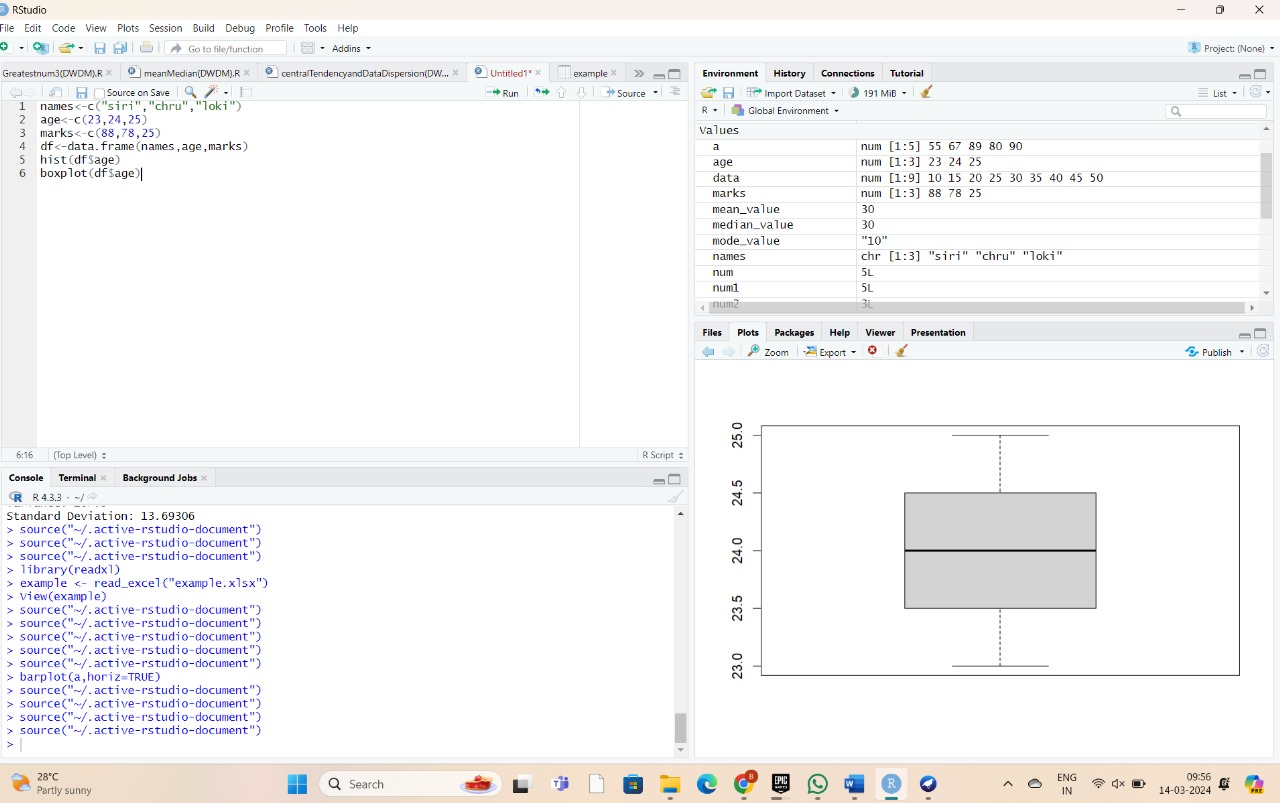 RStudio
File Edit Code View Plots Session Build Debug Profile Tools Help
Go to file/function Addins Project: (None)
Greatestnum3(DWDM).R meanMedian(DWDM).R centralTendencyandDataDispersion(DW... Untitled1* example
Source on Save Run Source
1 names<-c("siri","chru","loki")
2 age<-c(23,24,25)
3 marks<-c(88,78,25)
4 df<-data.frame(names,age,marks)
5 hist(df$age)
6 boxplot(df$age)
6:16 (Top Level) R Script
Console Terminal Background Jobs
R 4.3.3 · ~/
Standard Deviation: 13.69306
> source("~/.active-rstudio-document")
> source("~/.active-rstudio-document")
> source("~/.active-rstudio-document")
> library(readxl)
> example <- read_excel("example.xlsx")
> View(example)
> source("~/.active-rstudio-document")
> source("~/.active-rstudio-document")
> source("~/.active-rstudio-document")
> source("~/.active-rstudio-document")
> source("~/.active-rstudio-document")
> barplot(a,horiz=TRUE)
> source("~/.active-rstudio-document")
> source("~/.active-rstudio-document")
> source("~/.active-rstudio-document")
> source("~/.active-rstudio-document")
>
Environment History Connections Tutorial
Import Dataset 191 MiB List
R Global Environment
Values
a num [1:5] 55 67 89 80 90
age num [1:3] 23 24 25
data num [1:9] 10 15 20 25 30 35 40 45 50
marks num [1:3] 88 78 25
mean_value 30
median_value 30
mode_value "10"
names chr [1:3] "siri" "chru" "loki"
num 5L
num1 5L
num2 3L
Files Plots Packages Help Viewer Presentation
Zoom Export Publish
25.0
24.5
24.0
23.5
23.0
28°C
Partly sunny
Search
EPIC GAMES
ENG
IN
09:56
14-03-2024
PRE